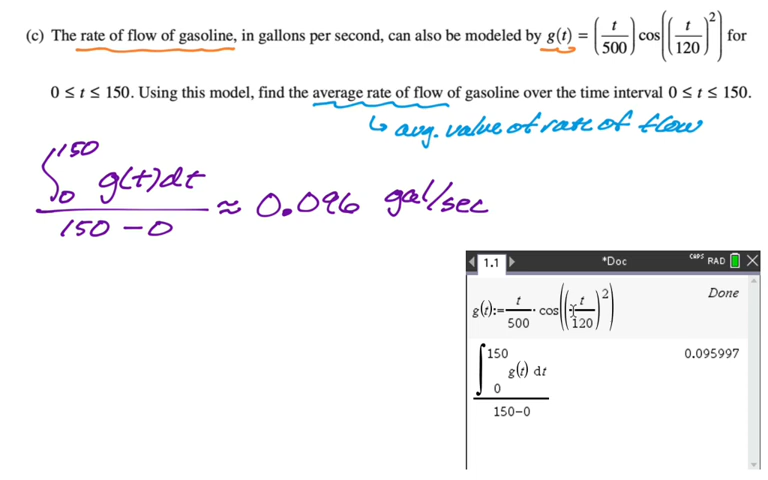 (c) The rate of flow of gasoline, in gallons per second, can also be modeled by g(t) = (t/500) cos((t/120)²) for
0 ≤ t ≤ 150. Using this model, find the average rate of flow of gasoline over the time interval 0 ≤ t ≤ 150.
↳ avg. value of rate of flow
∫₀¹⁵⁰ g(t)dt / 150 − 0 ≈ 0.096 gal/sec
1.1 *Doc CAPS RAD
g(t):=t/500 · cos((t/120)²) Done
∫₀¹⁵⁰ g(t) dt / 150−0 0.095997